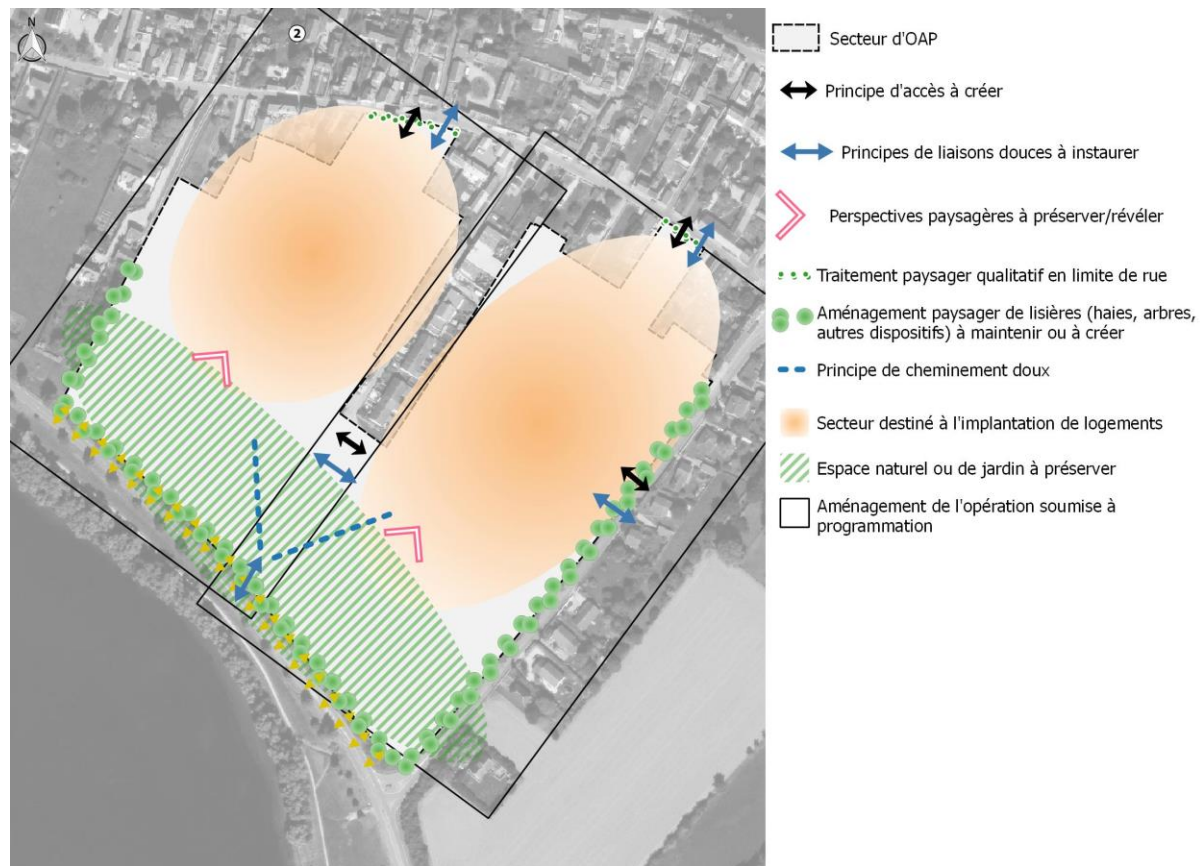 N
2
Secteur d'OAP
Principe d'accès à créer
Principes de liaisons douces à instaurer
Perspectives paysagères à préserver/révéler
Traitement paysager qualitatif en limite de rue
Aménagement paysager de lisières (haies, arbres,
autres dispositifs) à maintenir ou à créer
Principe de cheminement doux
Secteur destiné à l'implantation de logements
Espace naturel ou de jardin à préserver
Aménagement de l'opération soumise à
programmation